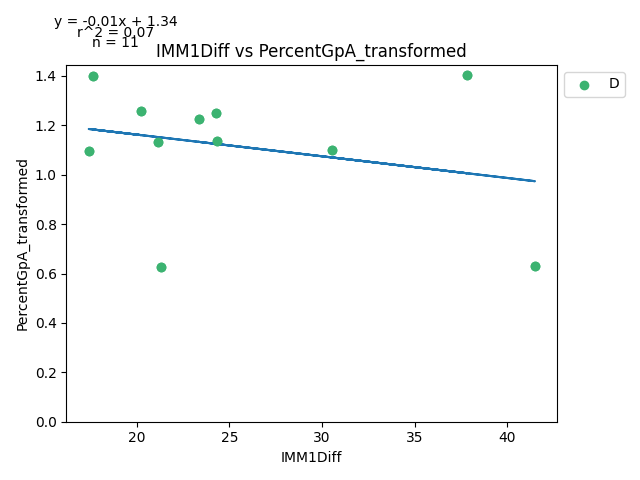 y = -0.01x + 1.34
r^2 = 0.07
n = 11
IMM1Diff vs PercentGpA_transformed
D
PercentGpA_transformed
1.4
1.2
1.0
0.8
0.6
0.4
0.2
0.0
20
25
30
35
40
IMM1Diff